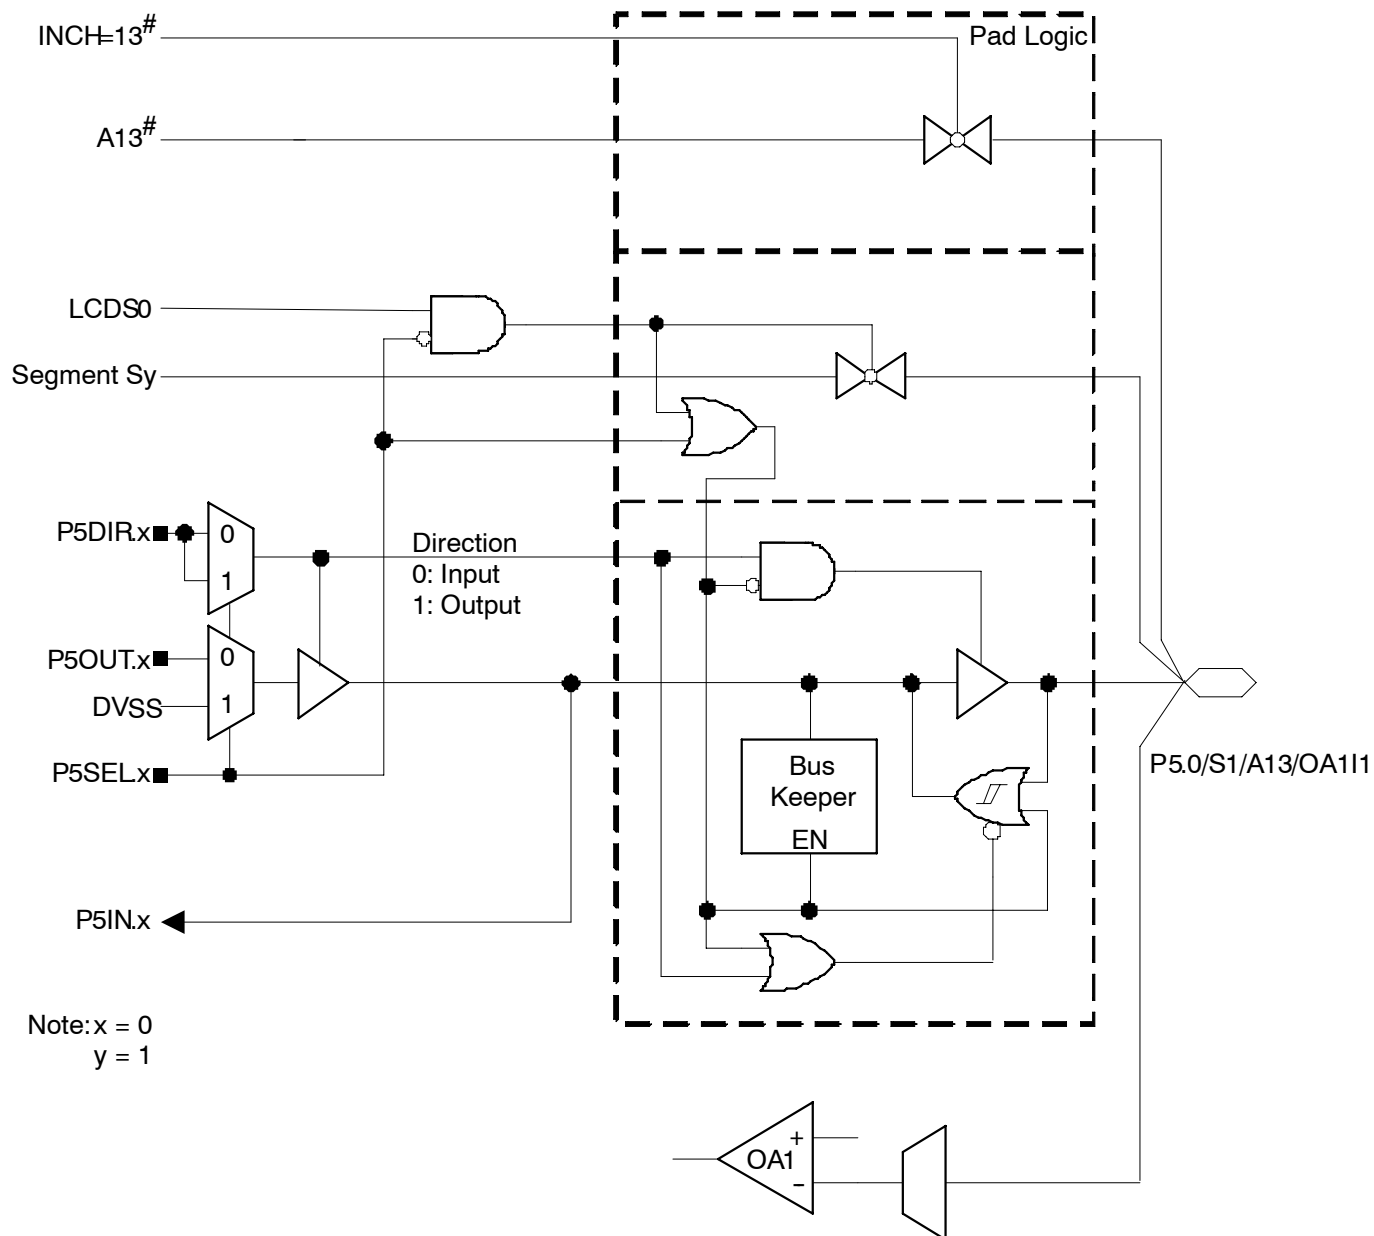 INCH=13#
Pad Logic
A13#
LCDS0
Segment Sy
P5DIR.x
0
1
Direction
0: Input
1: Output
P5OUT.x
0
DVSS
1
P5SEL.x
Bus
Keeper
EN
P5.0/S1/A13/OA1I1
P5IN.x
Note: x = 0
y = 1
+
OA1
−